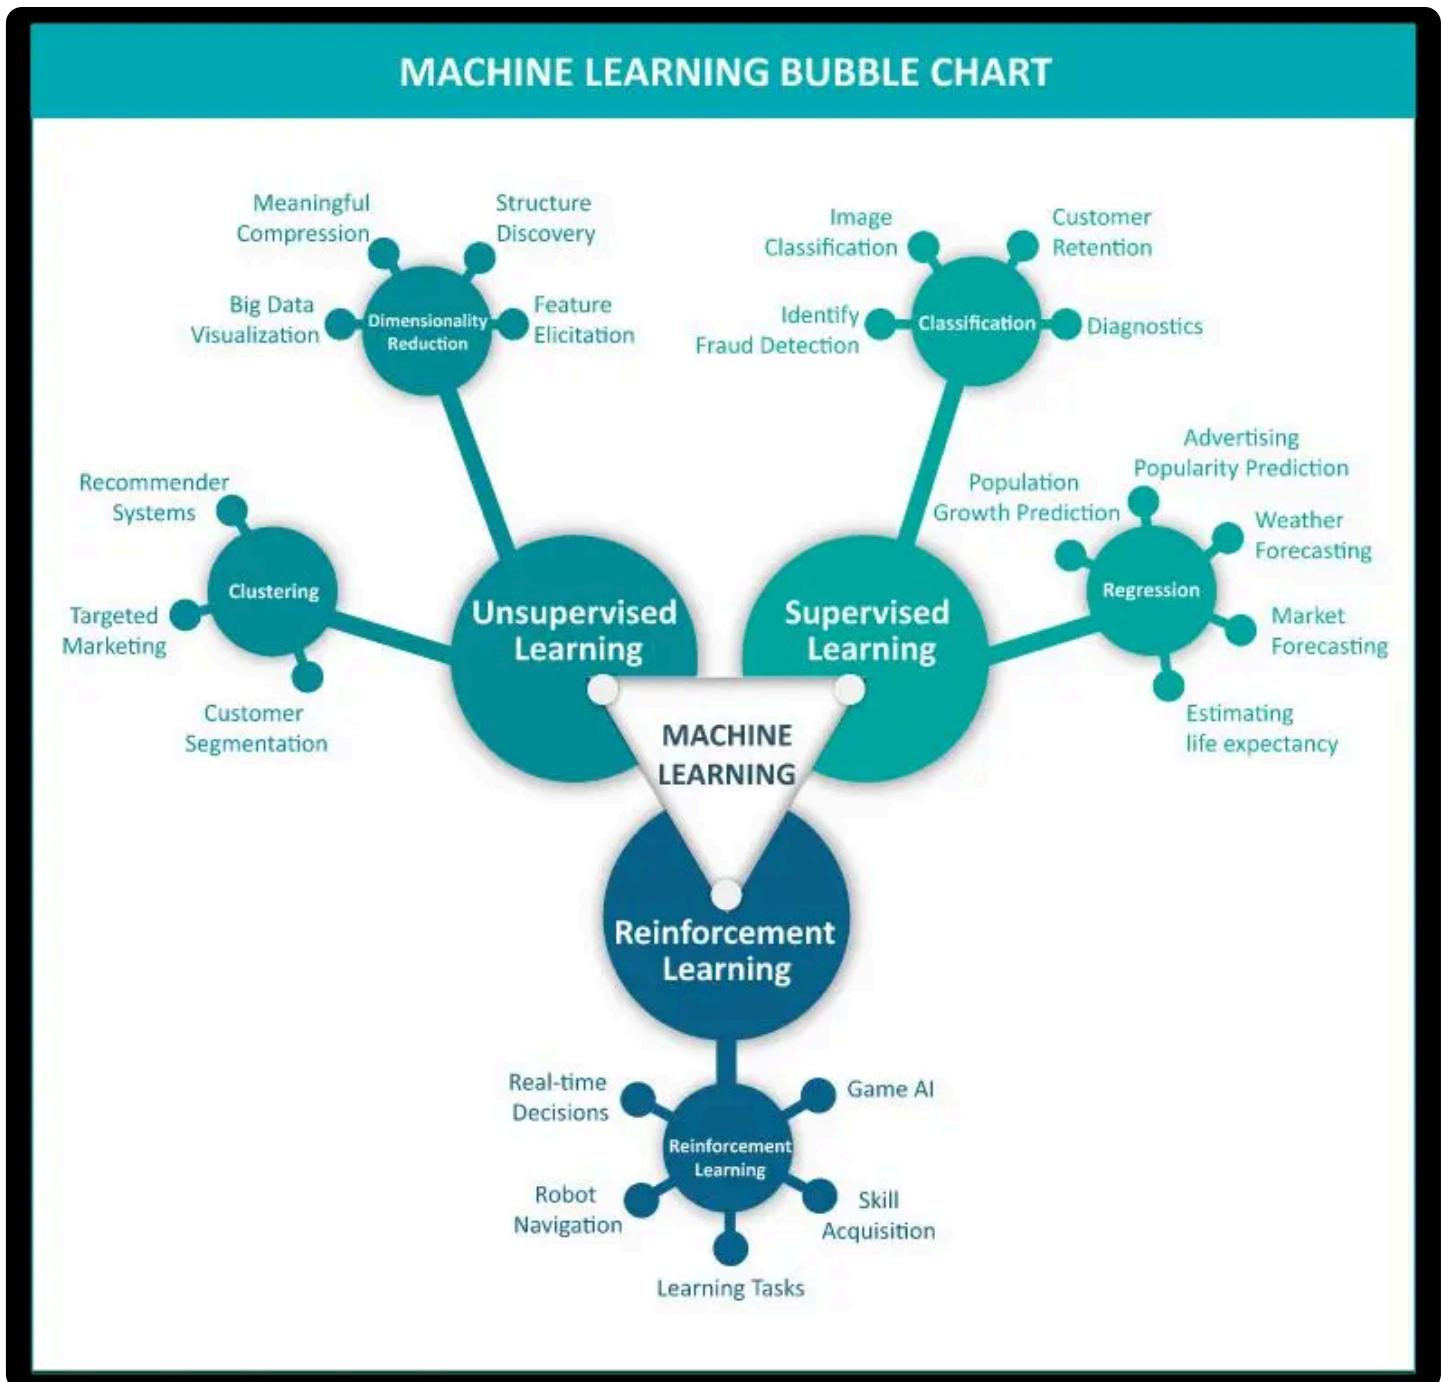 MACHINE LEARNING BUBBLE CHART
Meaningful
Compression
Structure
Discovery
Big Data
Visualization
Feature
Elicitation
Dimensionality
Reduction
Image
Classification
Customer
Retention
Identify
Fraud Detection
Diagnostics
Classification
Recommender
Systems
Targeted
Marketing
Customer
Segmentation
Clustering
Unsupervised
Learning
Supervised
Learning
Population
Growth Prediction
Advertising
Popularity Prediction
Weather
Forecasting
Market
Forecasting
Estimating
life expectancy
Regression
MACHINE
LEARNING
Reinforcement
Learning
Real-time
Decisions
Game AI
Reinforcement
Learning
Robot
Navigation
Skill
Acquisition
Learning Tasks